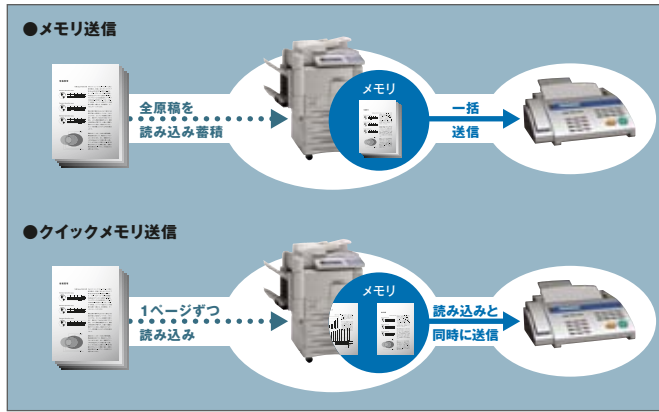 ●メモリ送信
全原稿を
読み込み蓄積
メモリ
一括
送信
●クイックメモリ送信
1ページずつ
読み込み
メモリ
読み込みと
同時に送信